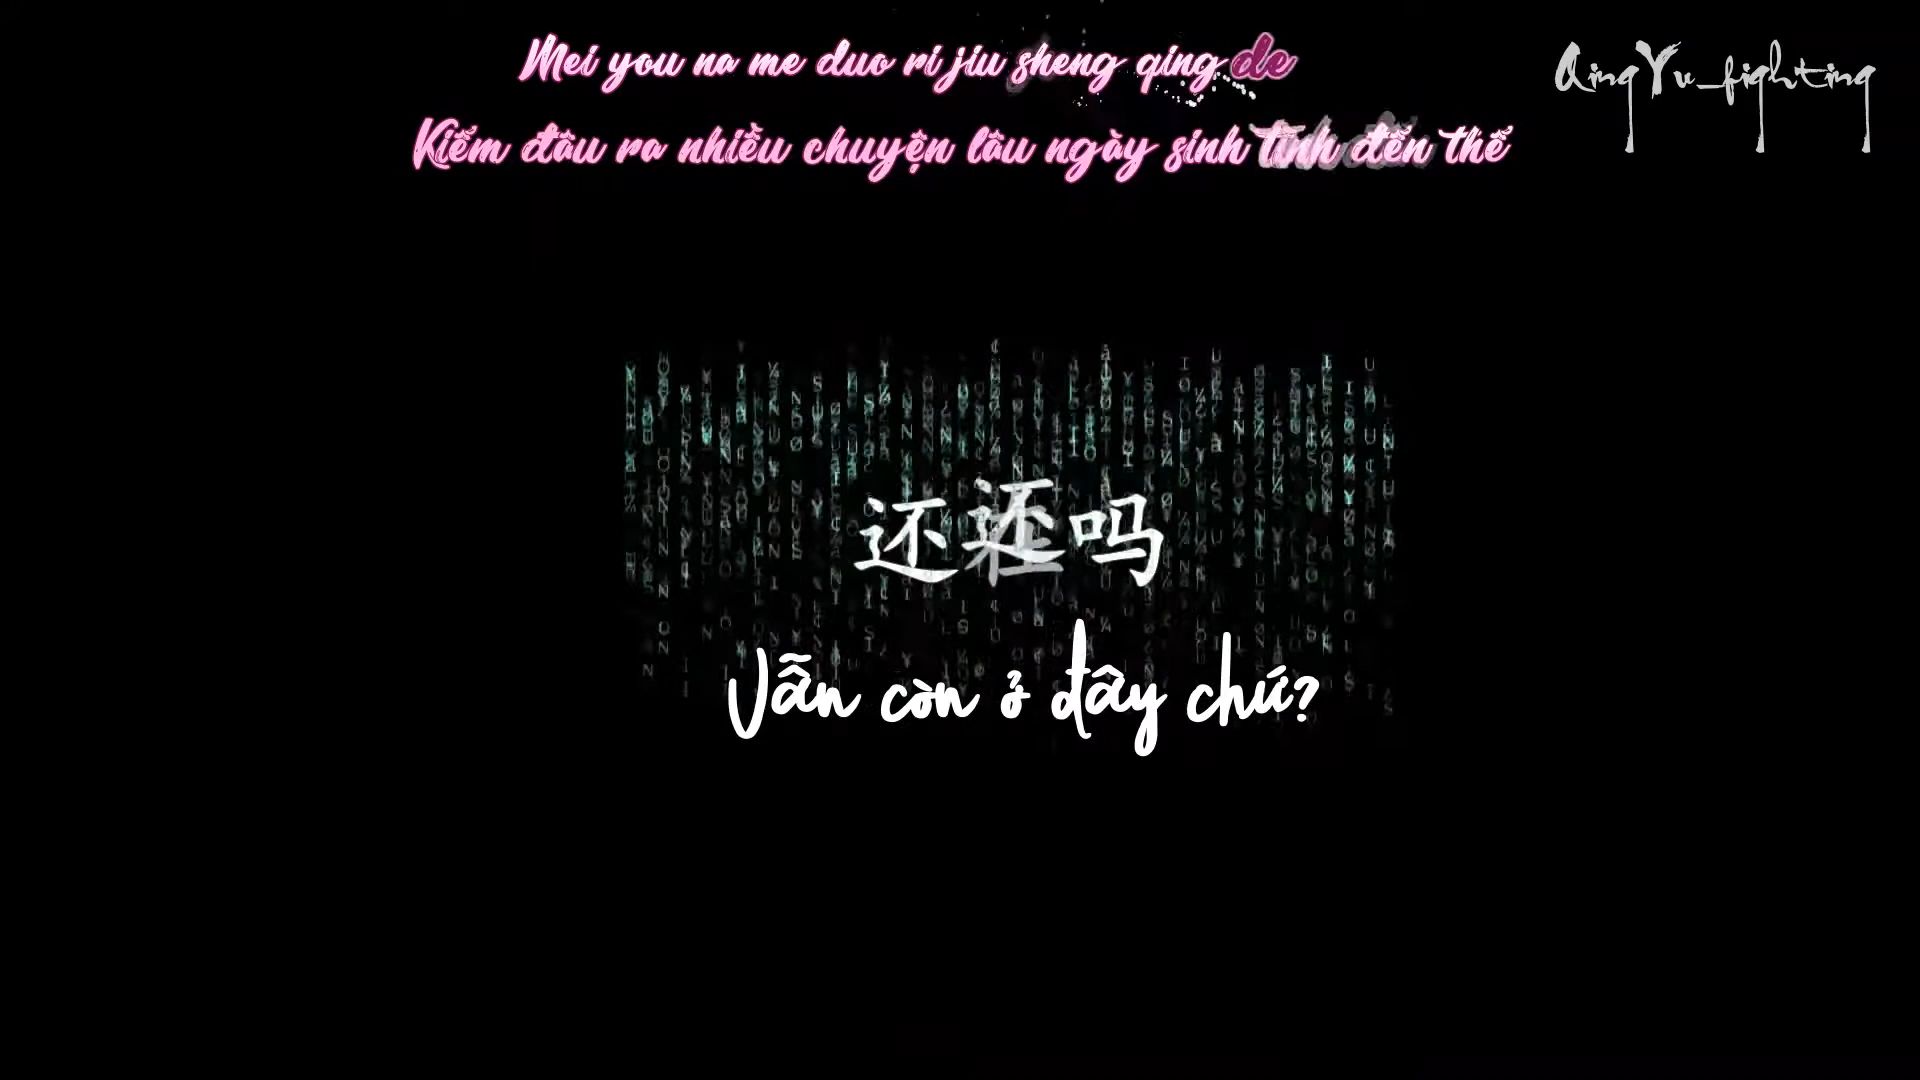 Mei you na me duo ri jiu sheng qing de
QingYu_fighting
Kiếm đâu ra nhiều chuyện lâu ngày sinh tình đến thế
还 吗
Vẫn còn ở đây chứ?